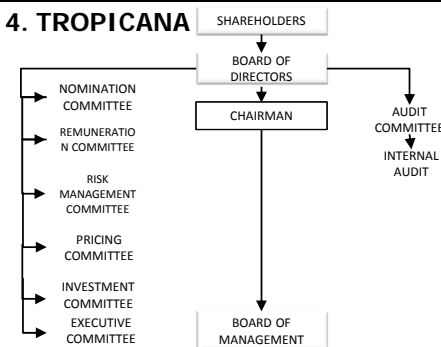 4. TROPICANA
SHAREHOLDERS
BOARD OF
DIRECTORS
NOMINATION
COMMITTEE
CHAIRMAN
AUDIT
COMMITTEE
REMUNERATIO
N COMMITTEE
INTERNAL
AUDIT
RISK
MANAGEMENT
COMMITTEE
PRICING
COMMITTEE
INVESTMENT
COMMITTEE
EXECUTIVE
COMMITTEE
BOARD OF
MANAGEMENT